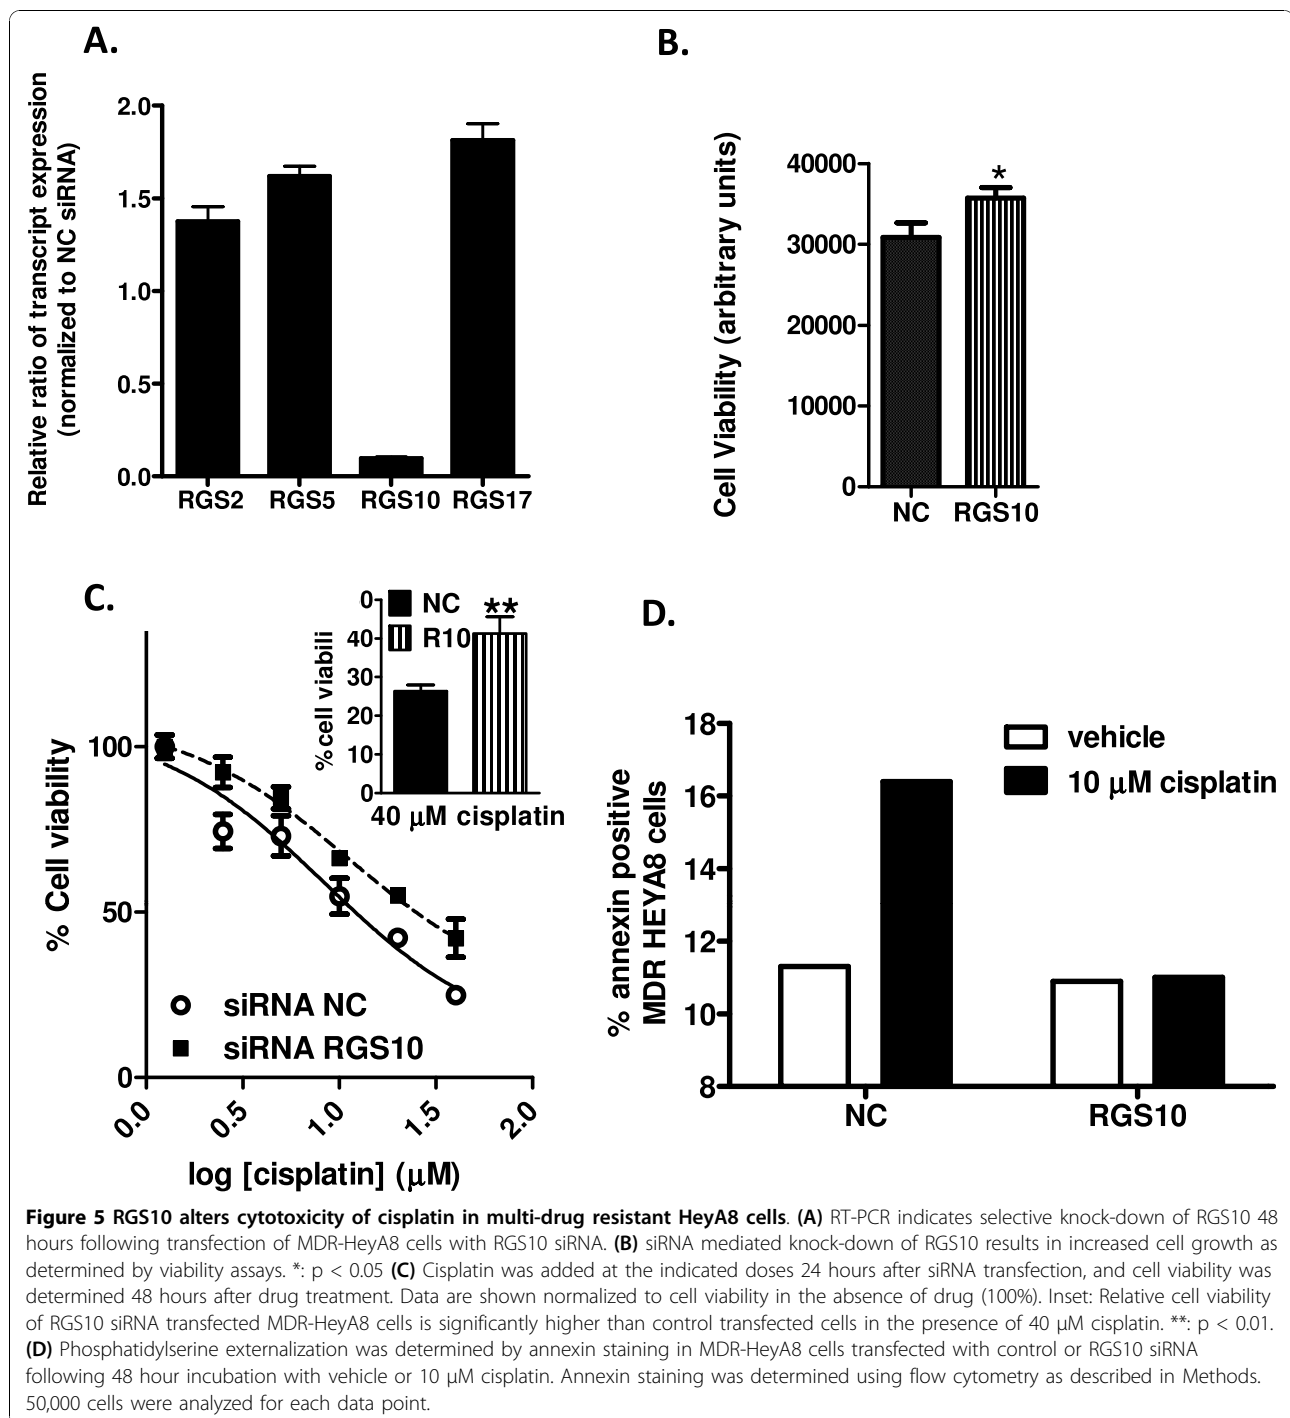 A.
Relative ratio of transcript expression
(normalized to NC siRNA)
2.0
1.5
1.0
0.5
0.0
RGS2 RGS5 RGS10 RGS17
B.
Cell Viability (arbitrary units)
40000
30000
20000
10000
0
*
NC RGS10
C.
% Cell viability
100
50
0
0.0 0.5 1.0 1.5 2.0
log [cisplatin] (µM)
siRNA NC
siRNA RGS10
% cell viabili
0
40
30
20
10
0
NC
R10
**
40 µM cisplatin
D.
% annexin positive
MDR HEYA8 cells
18
16
14
12
10
8
vehicle
10 µM cisplatin
NC RGS10
Figure 5 RGS10 alters cytotoxicity of cisplatin in multi-drug resistant HeyA8 cells. (A) RT-PCR indicates selective knock-down of RGS10 48
hours following transfection of MDR-HeyA8 cells with RGS10 siRNA. (B) siRNA mediated knock-down of RGS10 results in increased cell growth as
determined by viability assays. *: p < 0.05 (C) Cisplatin was added at the indicated doses 24 hours after siRNA transfection, and cell viability was
determined 48 hours after drug treatment. Data are shown normalized to cell viability in the absence of drug (100%). Inset: Relative cell viability
of RGS10 siRNA transfected MDR-HeyA8 cells is significantly higher than control transfected cells in the presence of 40 µM cisplatin. **: p < 0.01.
(D) Phosphatidylserine externalization was determined by annexin staining in MDR-HeyA8 cells transfected with control or RGS10 siRNA
following 48 hour incubation with vehicle or 10 µM cisplatin. Annexin staining was determined using flow cytometry as described in Methods.
50,000 cells were analyzed for each data point.